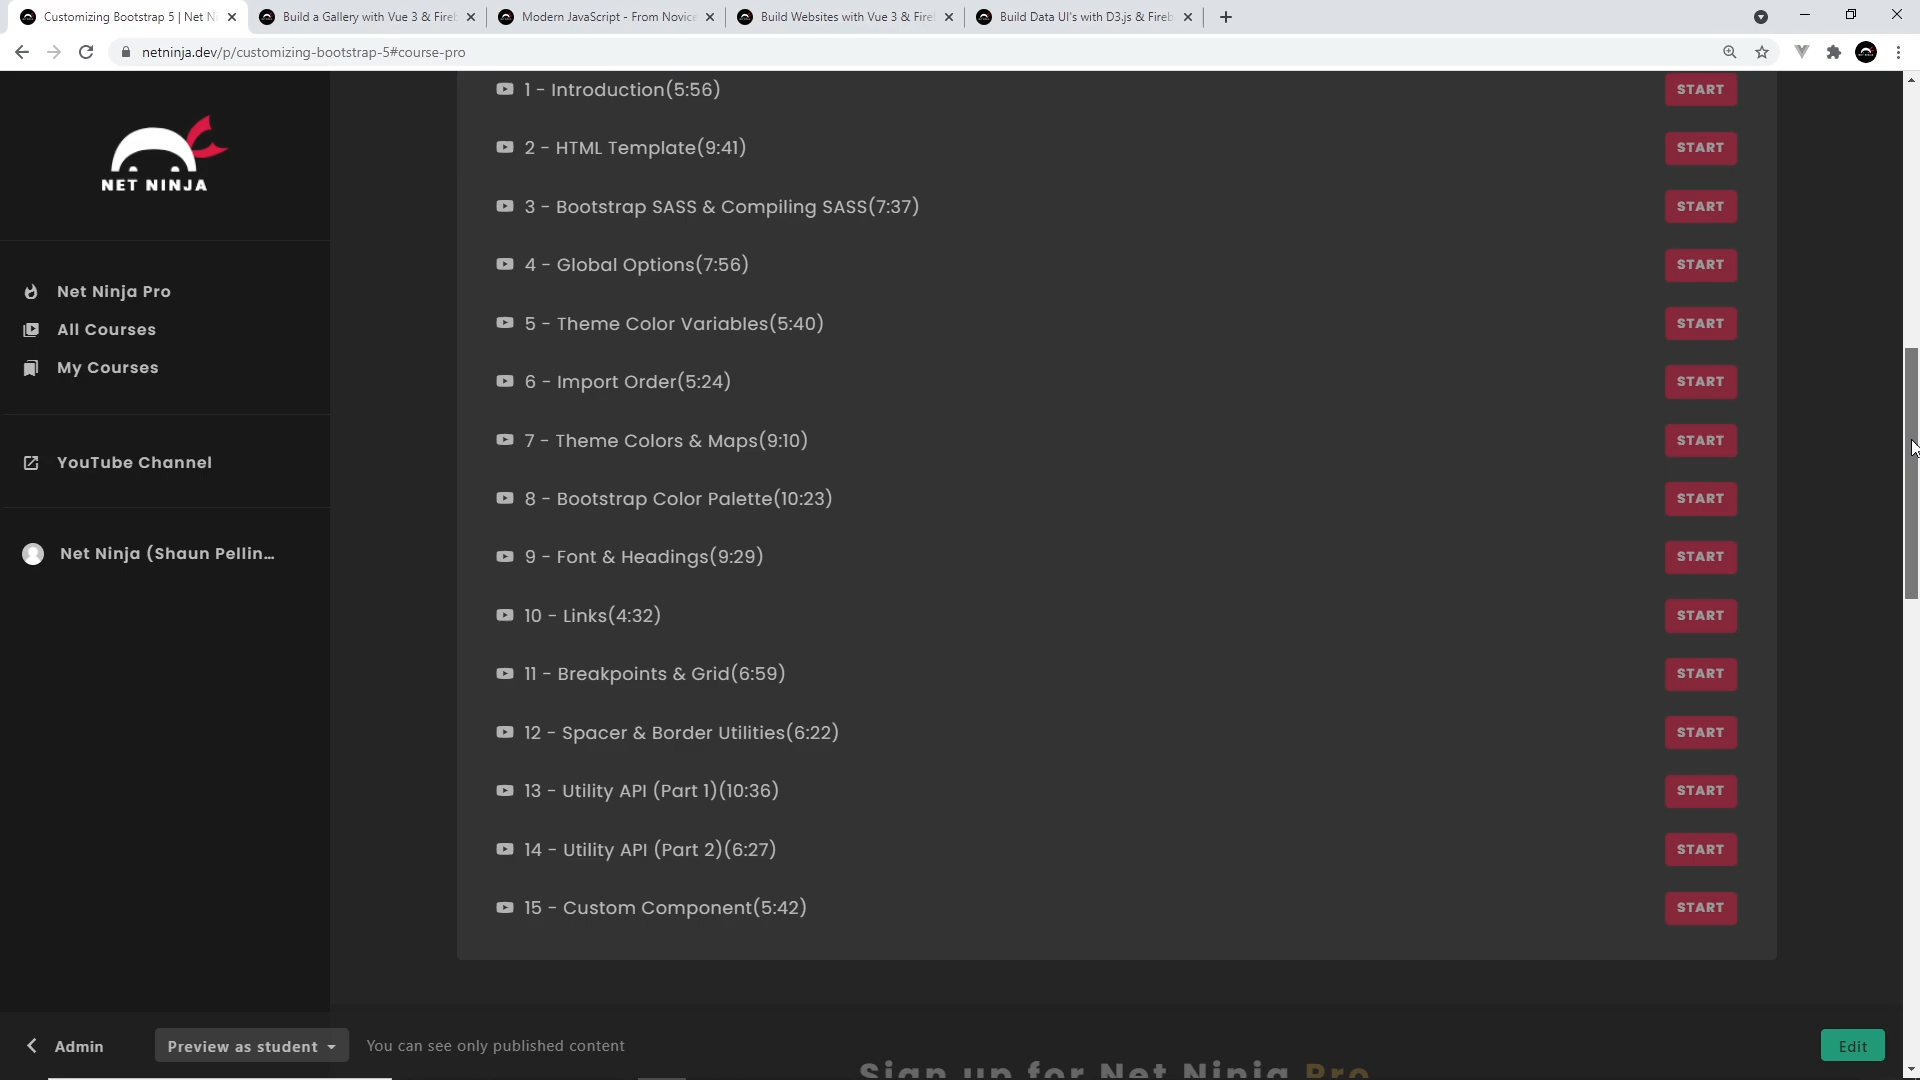 Customizing Bootstrap 5 | Net Ni
Build a Gallery with Vue 3 & Fireb
Modern JavaScript - From Novice
Build Websites with Vue 3 & Fire
Build Data UI's with D3.js & Fireb
netninja.dev/p/customizing-bootstrap-5#course-pro
NET NINJA
Net Ninja Pro
All Courses
My Courses
YouTube Channel
Net Ninja (Shaun Pellin...
1 - Introduction(5:56) START
2 - HTML Template(9:41) START
3 - Bootstrap SASS & Compiling SASS(7:37) START
4 - Global Options(7:56) START
5 - Theme Color Variables(5:40) START
6 - Import Order(5:24) START
7 - Theme Colors & Maps(9:10) START
8 - Bootstrap Color Palette(10:23) START
9 - Font & Headings(9:29) START
10 - Links(4:32) START
11 - Breakpoints & Grid(6:59) START
12 - Spacer & Border Utilities(6:22) START
13 - Utility API (Part 1)(10:36) START
14 - Utility API (Part 2)(6:27) START
15 - Custom Component(5:42) START
Admin
Preview as student
You can see only published content
Edit
Sign up for Net Ninja Pro